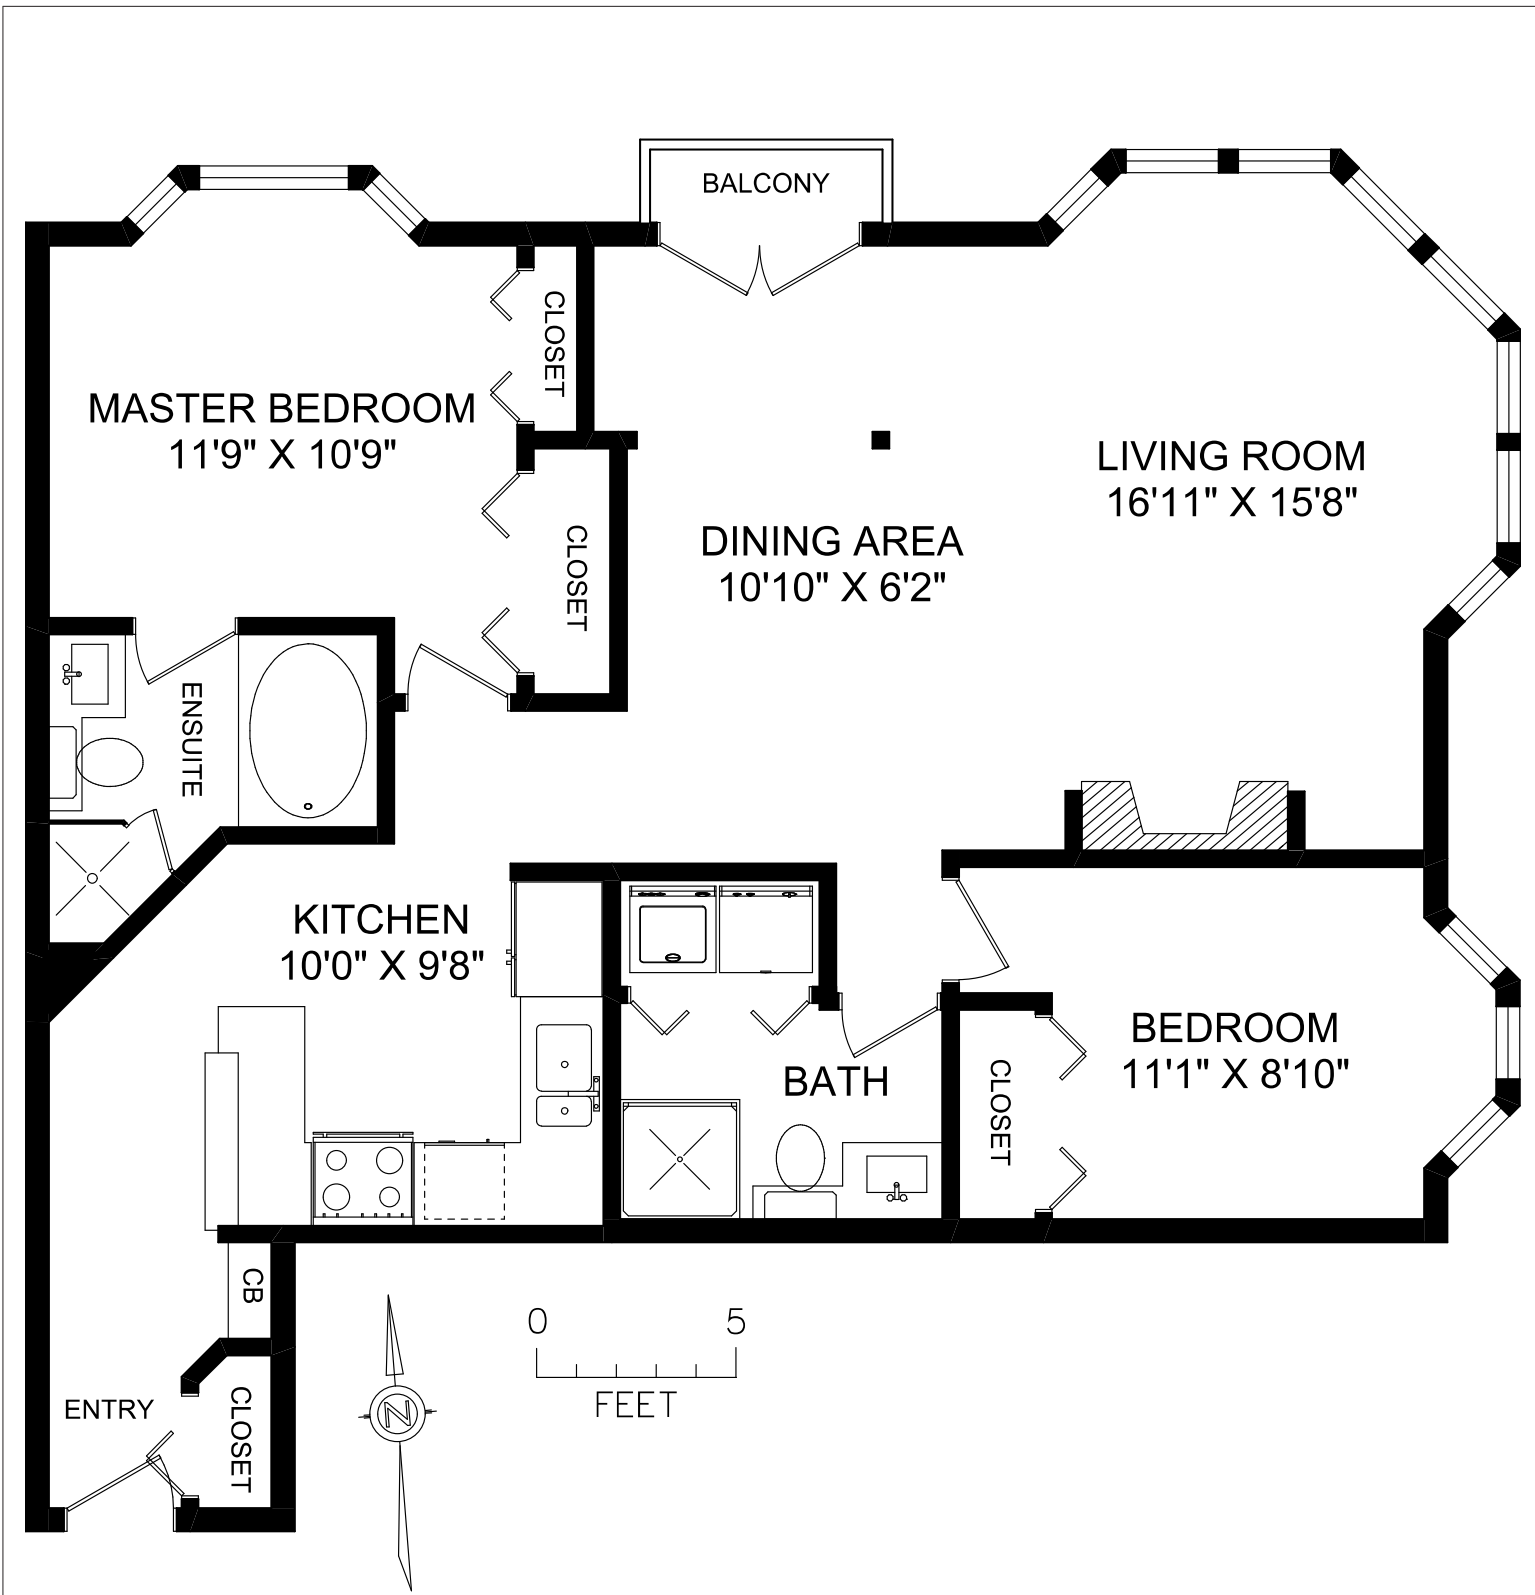 BALCONY
CLOSET
MASTER BEDROOM
11'9" X 10'9"
LIVING ROOM
16'11" X 15'8"
DINING AREA
10'10" X 6'2"
CLOSET
ENSUITE
KITCHEN
10'0" X 9'8"
BEDROOM
11'1" X 8'10"
BATH
CLOSET
CB
0 5
FEET
ENTRY
CLOSET
N